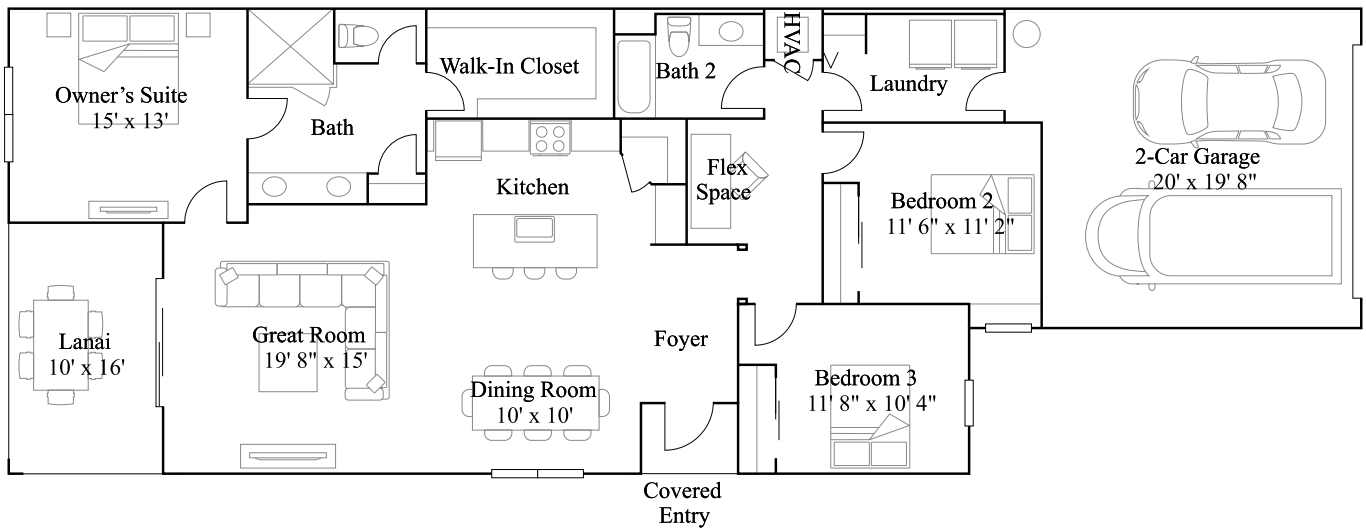 HVAC
Owner's Suite
15' x 13'
Bath
Walk-In Closet
Bath 2
Laundry
2-Car Garage
20' x 19' 8"
Kitchen
Flex
Space
Bedroom 2
11' 6" x 11' 2"
Lanai
10' x 16'
Great Room
19' 8" x 15'
Foyer
Dining Room
10' x 10'
Bedroom 3
11' 8" x 10' 4"
Covered
Entry